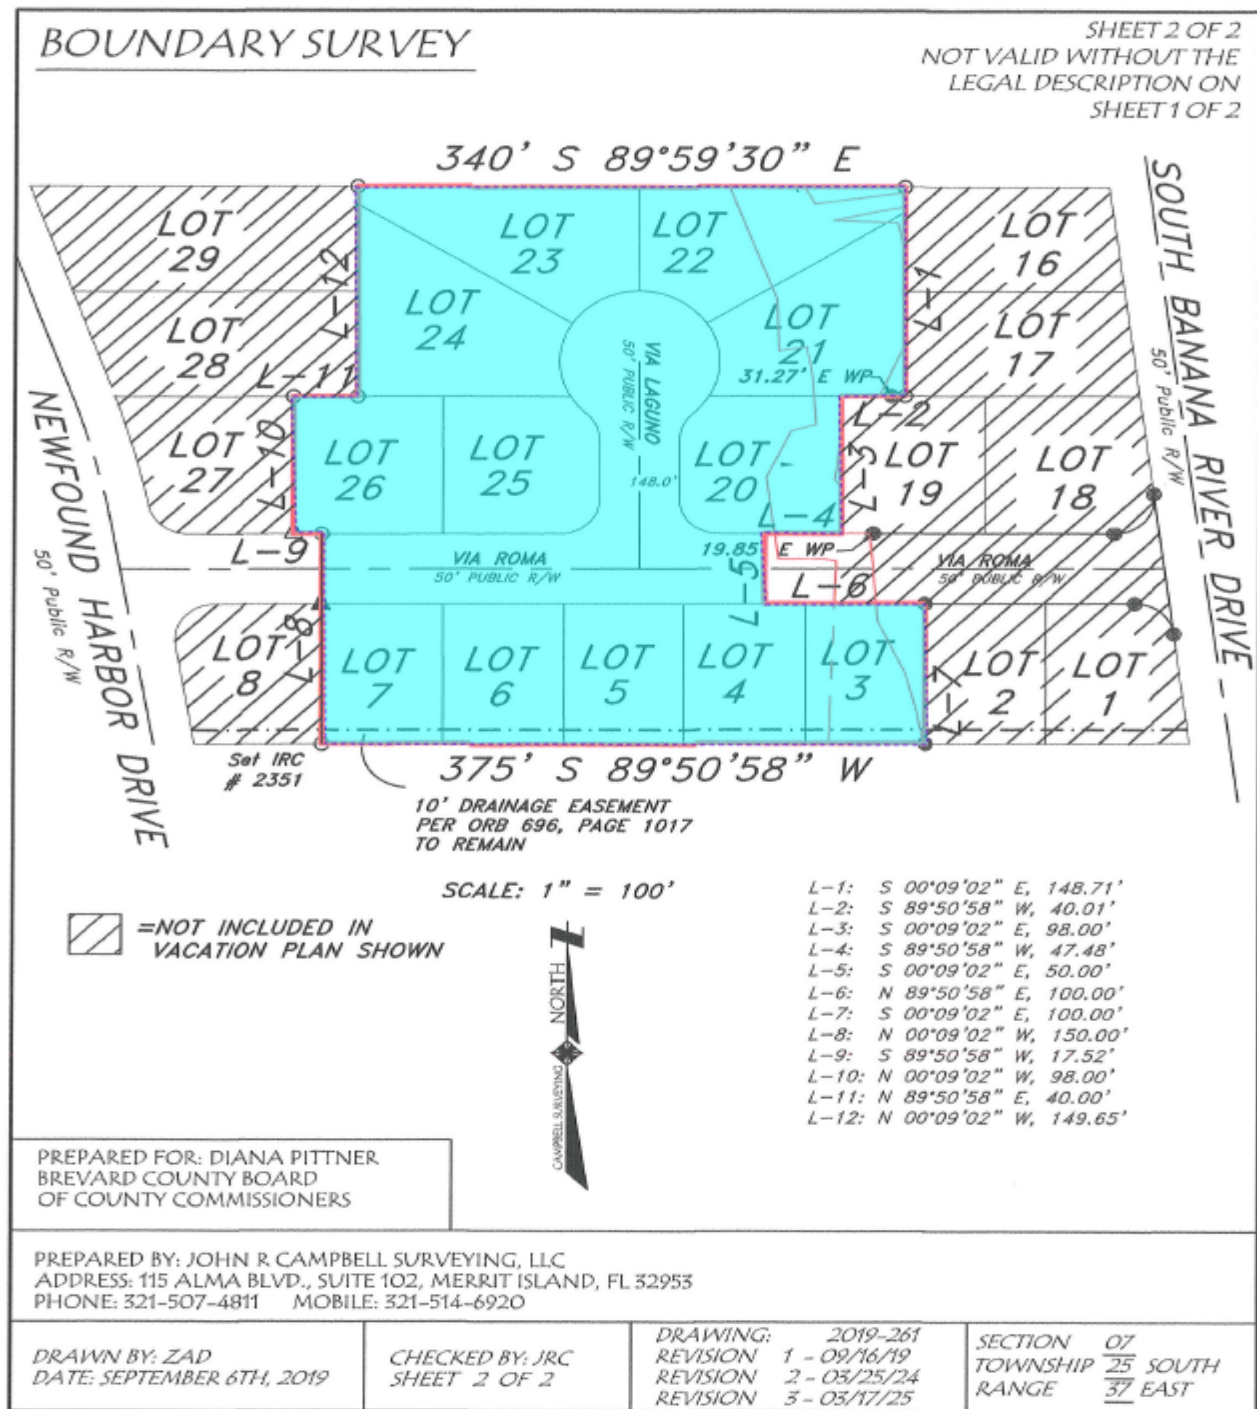 BOUNDARY SURVEY
SHEET 2 OF 2
NOT VALID WITHOUT THE
LEGAL DESCRIPTION ON
SHEET 1 OF 2
340' S 89°59'30" E
LOT
29
LOT
28
LOT
27
LOT
8
L-12
L-11
L-10
L-9
L-8
LOT
23
LOT
22
LOT
24
LOT
21
31.27' E WP
VIA LAGUNO
50' PUBLIC R/W
148.0'
LOT
26
LOT
25
LOT
20
L-1
L-2
L-3
L-4
L-5
L-6
L-7
19.85'
E WP
LOT
16
LOT
17
LOT
19
LOT
18
VIA ROMA
50' PUBLIC R/W
VIA ROMA
50' PUBLIC R/W
LOT
7
LOT
6
LOT
5
LOT
4
LOT
3
LOT
2
LOT
1
NEWFOUND HARBOR DRIVE
50' Public R/W
SOUTH BANANA RIVER DRIVE
50' Public R/W
Set IRC
# 2351
375' S 89°50'58" W
10' DRAINAGE EASEMENT
PER ORB 696, PAGE 1017
TO REMAIN
SCALE: 1" = 100'
=NOT INCLUDED IN
VACATION PLAN SHOWN
NORTH
CAMPBELL SURVEYING
L-1: S 00°09'02" E, 148.71'
L-2: S 89°50'58" W, 40.01'
L-3: S 00°09'02" E, 98.00'
L-4: S 89°50'58" W, 47.48'
L-5: S 00°09'02" E, 50.00'
L-6: N 89°50'58" E, 100.00'
L-7: S 00°09'02" E, 100.00'
L-8: N 00°09'02" W, 150.00'
L-9: S 89°50'58" W, 17.52'
L-10: N 00°09'02" W, 98.00'
L-11: N 89°50'58" E, 40.00'
L-12: N 00°09'02" W, 149.65'
PREPARED FOR: DIANA PITTNER
BREVARD COUNTY BOARD
OF COUNTY COMMISSIONERS
PREPARED BY: JOHN R CAMPBELL SURVEYING, LLC
ADDRESS: 115 ALMA BLVD., SUITE 102, MERRIT ISLAND, FL 32953
PHONE: 321-507-4811 MOBILE: 321-514-6920
DRAWN BY: ZAD
DATE: SEPTEMBER 6TH, 2019
CHECKED BY: JRC
SHEET 2 OF 2
DRAWING: 2019-261
REVISION 1 - 09/16/19
REVISION 2 - 03/25/24
REVISION 3 - 03/17/25
SECTION 07
TOWNSHIP 25 SOUTH
RANGE 37 EAST